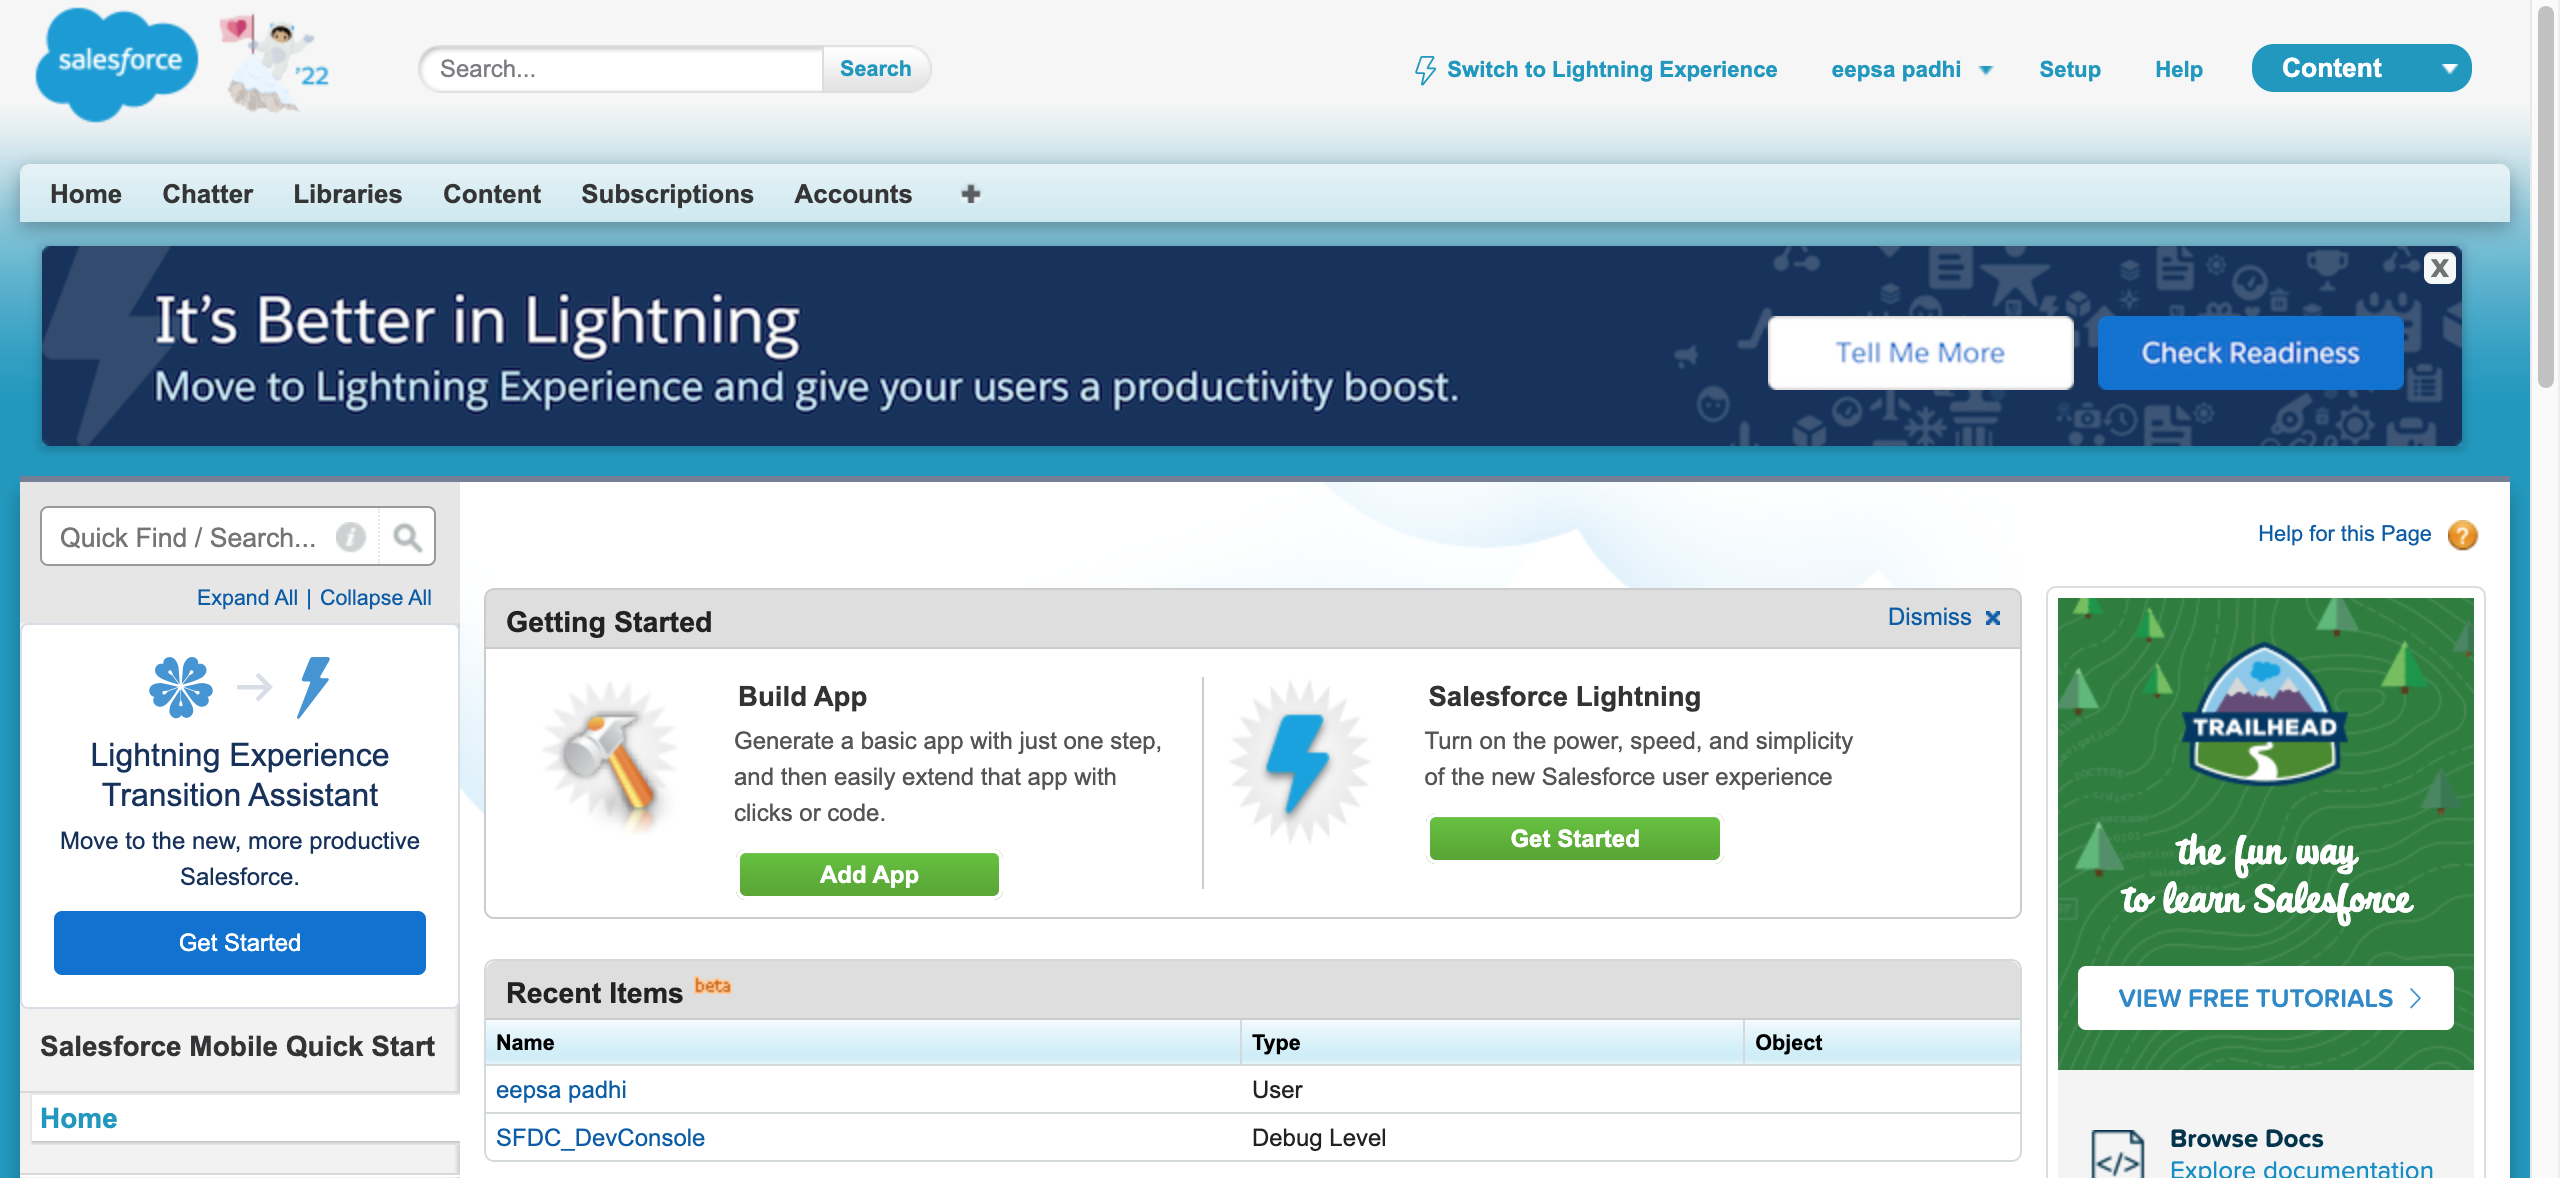 salesforce
'22
Search...
Search
Switch to Lightning Experience
eepsa padhi
Setup
Help
Content
Home
Chatter
Libraries
Content
Subscriptions
Accounts
It's Better in Lightning
Move to Lightning Experience and give your users a productivity boost.
Tell Me More
Check Readiness
X
Quick Find / Search...
Expand All | Collapse All
Lightning Experience
Transition Assistant
Move to the new, more productive
Salesforce.
Get Started
Salesforce Mobile Quick Start
Home
Help for this Page
Getting Started
Dismiss
Build App
Generate a basic app with just one step,
and then easily extend that app with
clicks or code.
Add App
Salesforce Lightning
Turn on the power, speed, and simplicity
of the new Salesforce user experience
Get Started
Recent Items beta
Name Type Object
eepsa padhi User
SFDC_DevConsole Debug Level
TRAILHEAD
the fun way
to learn Salesforce
VIEW FREE TUTORIALS
Browse Docs
Explore documentation